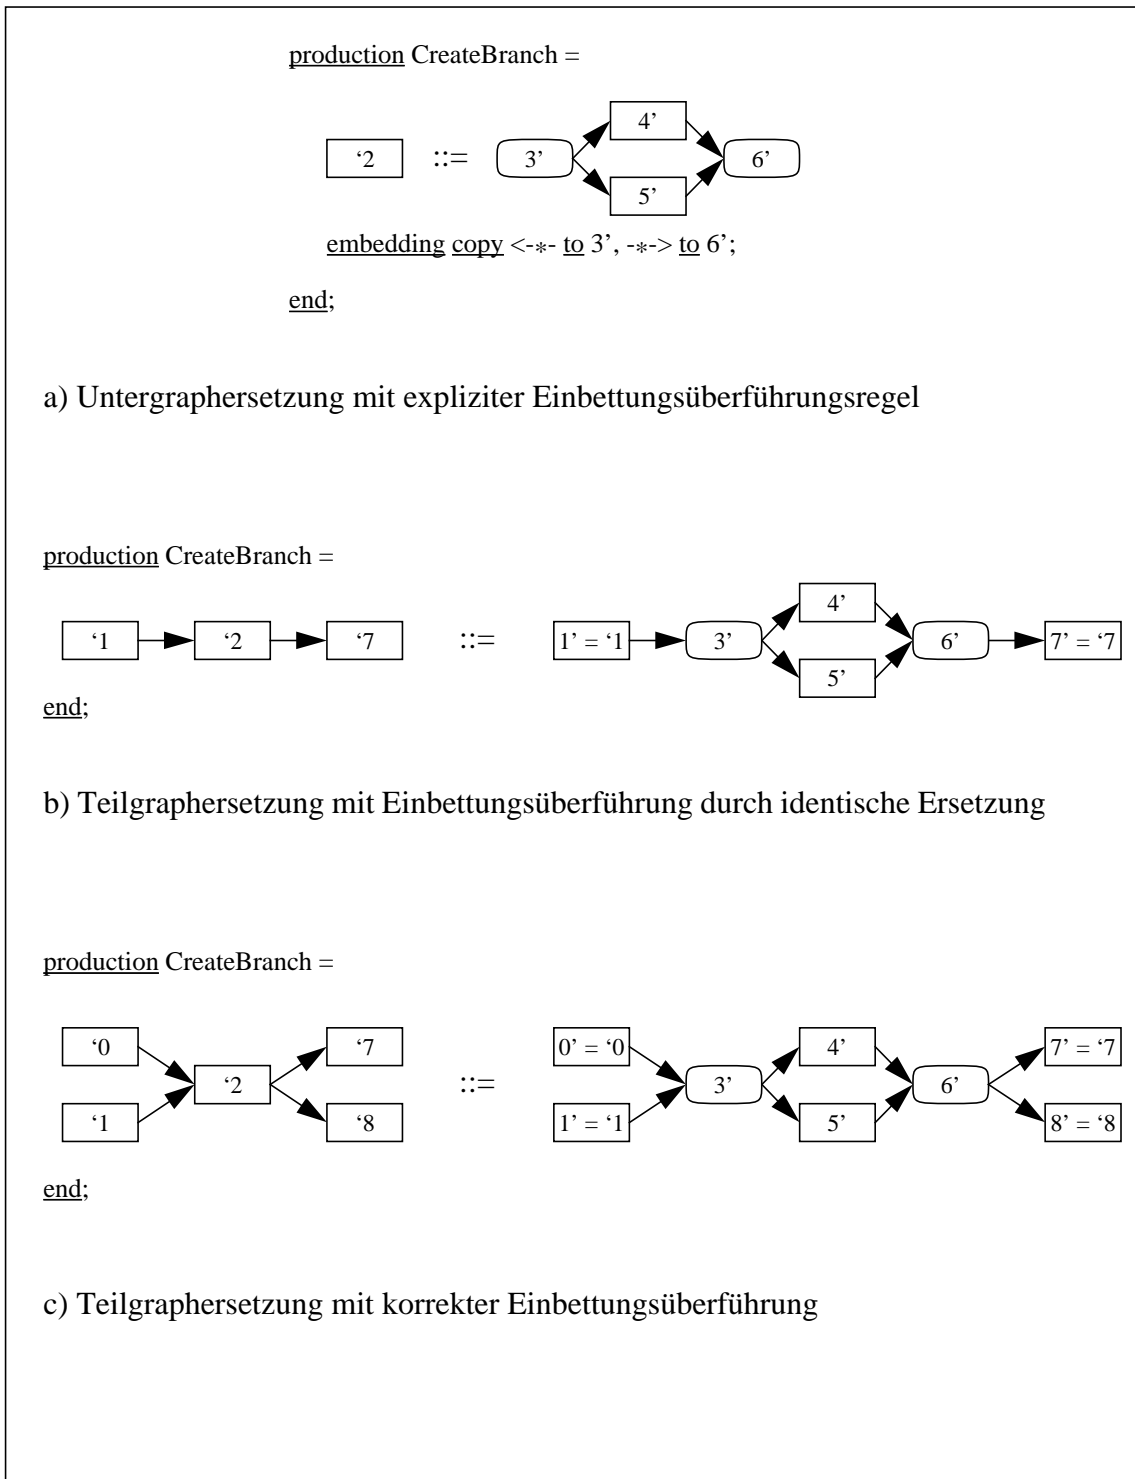 production CreateBranch =
4’
‘2 ::= 3’ 6’
5’
embedding copy <-*- to 3’, -*-> to 6’;
end;
a) Untergraphersetzung mit expliziter Einbettungsüberführungsregel
production CreateBranch =
4’
‘1 ‘2 ‘7 ::= 1’ = ‘1 3’ 6’ 7’ = ‘7
5’
end;
b) Teilgraphersetzung mit Einbettungsüberführung durch identische Ersetzung
production CreateBranch =
‘0 ‘7 0’ = ‘0 4’ 7’ = ‘7
‘2 ::= 3’ 6’
‘1 ‘8 1’ = ‘1 5’ 8’ = ‘8
end;
c) Teilgraphersetzung mit korrekter Einbettungsüberführung